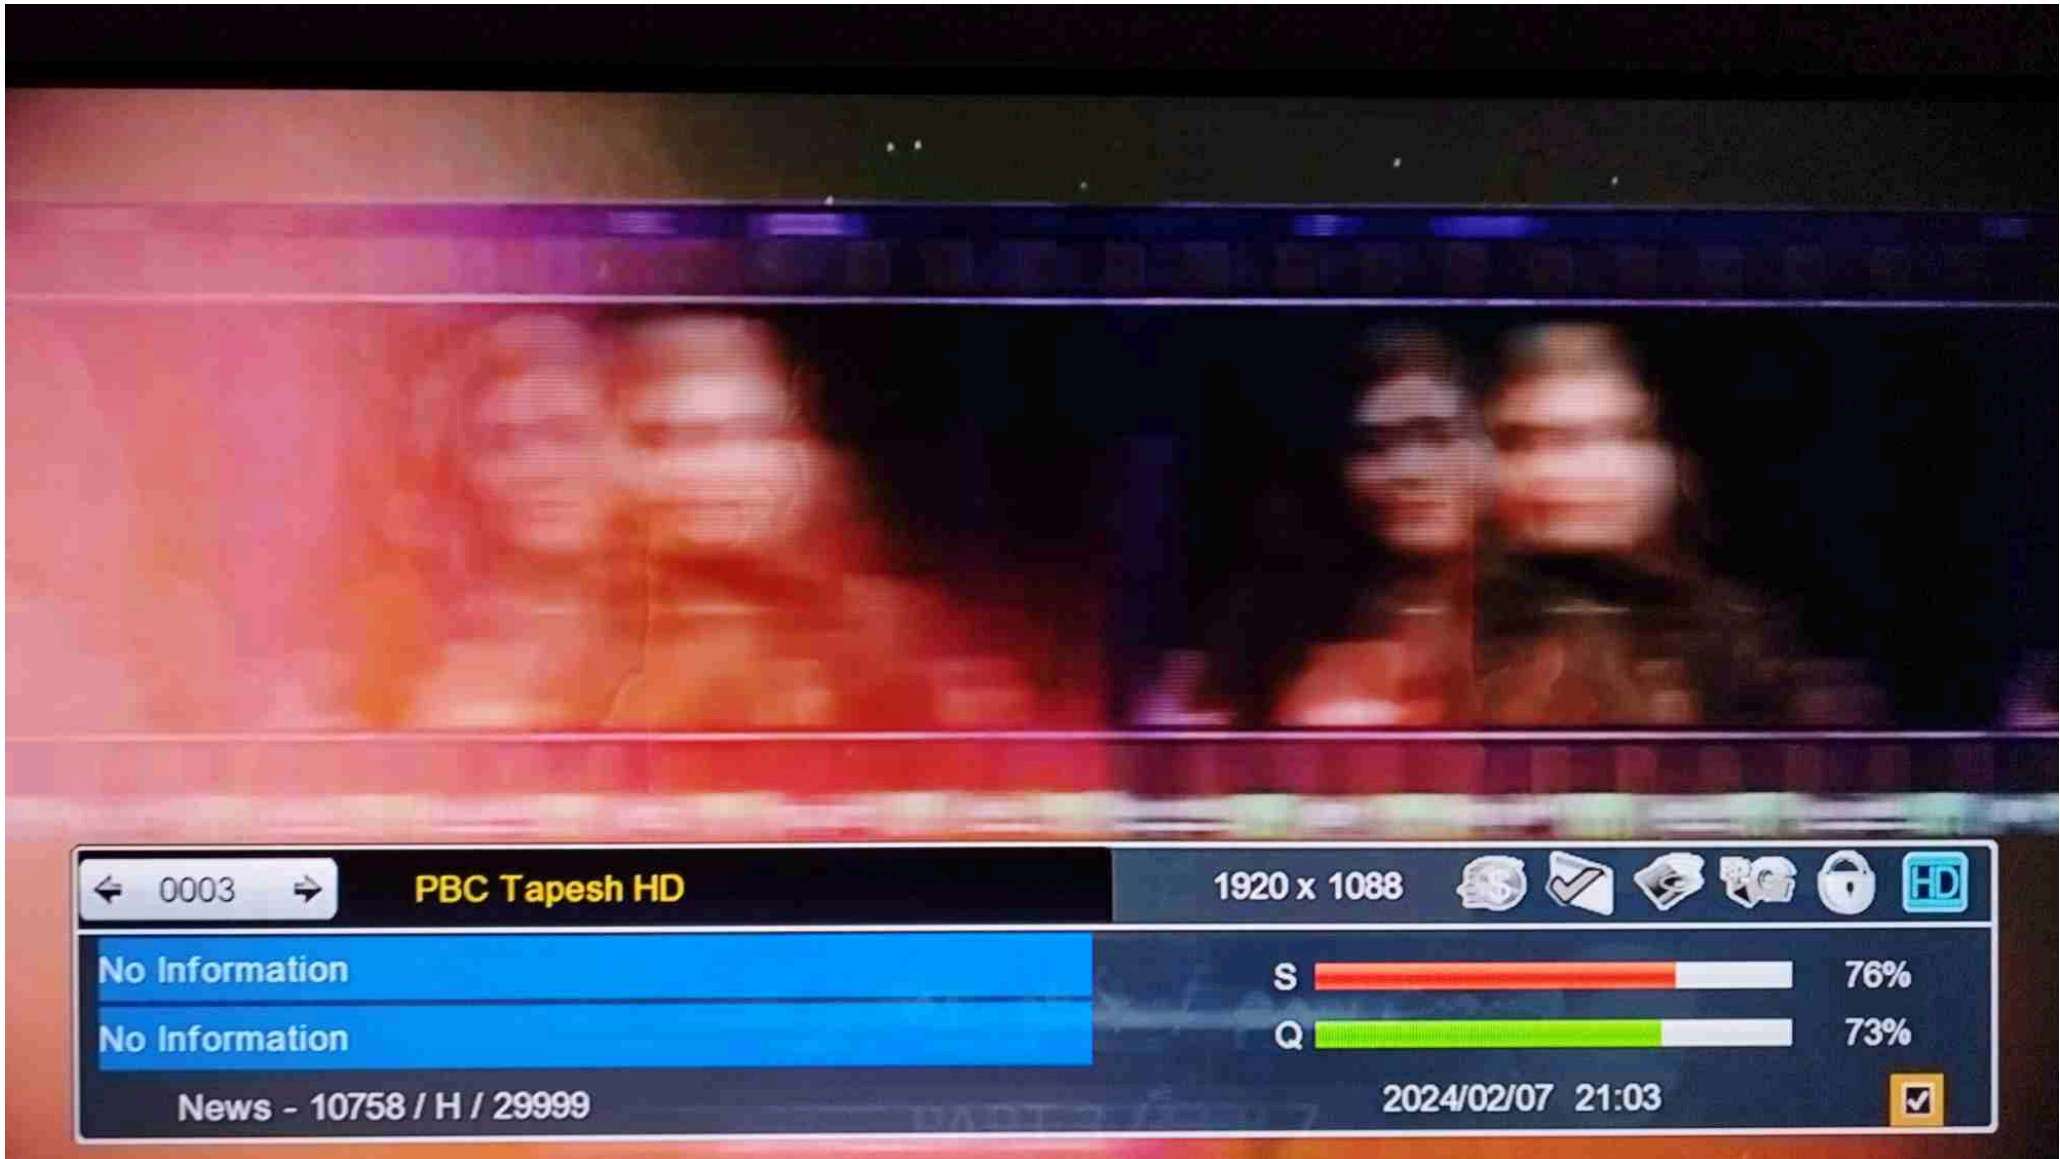 0003 PBC Tapesh HD 1920 x 1088 HD
No Information
S 76%
No Information
Q 73%
News - 10758 / H / 29999 2024/02/07 21:03